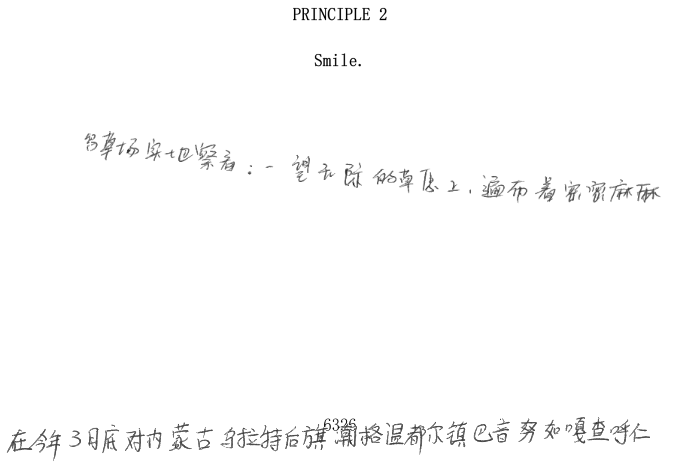 PRINCIPLE 2
Smile.
草场实地察看:一望无际的草原上,遍布着密密麻麻
6326
在今年3月底对内蒙古乌拉特后旗潮格温都尔镇巴音努如嘎查呼仁